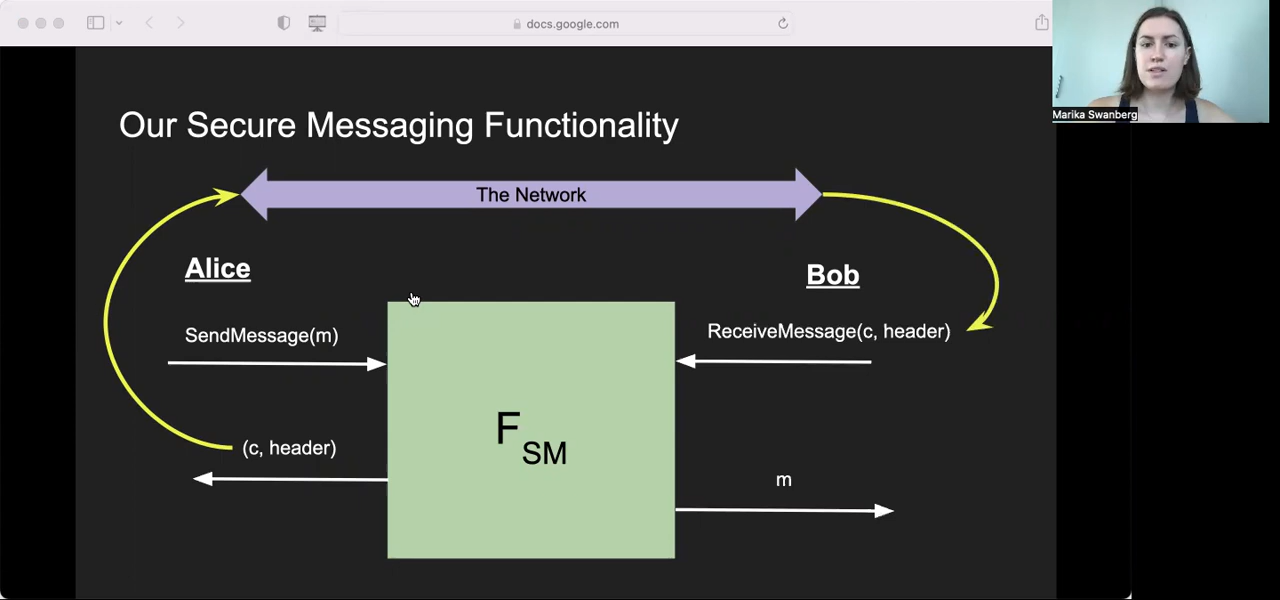 docs.google.com
Marika Swanberg
Our Secure Messaging Functionality
The Network
Alice
Bob
SendMessage(m)
ReceiveMessage(c, header)
F SM
(c, header)
m